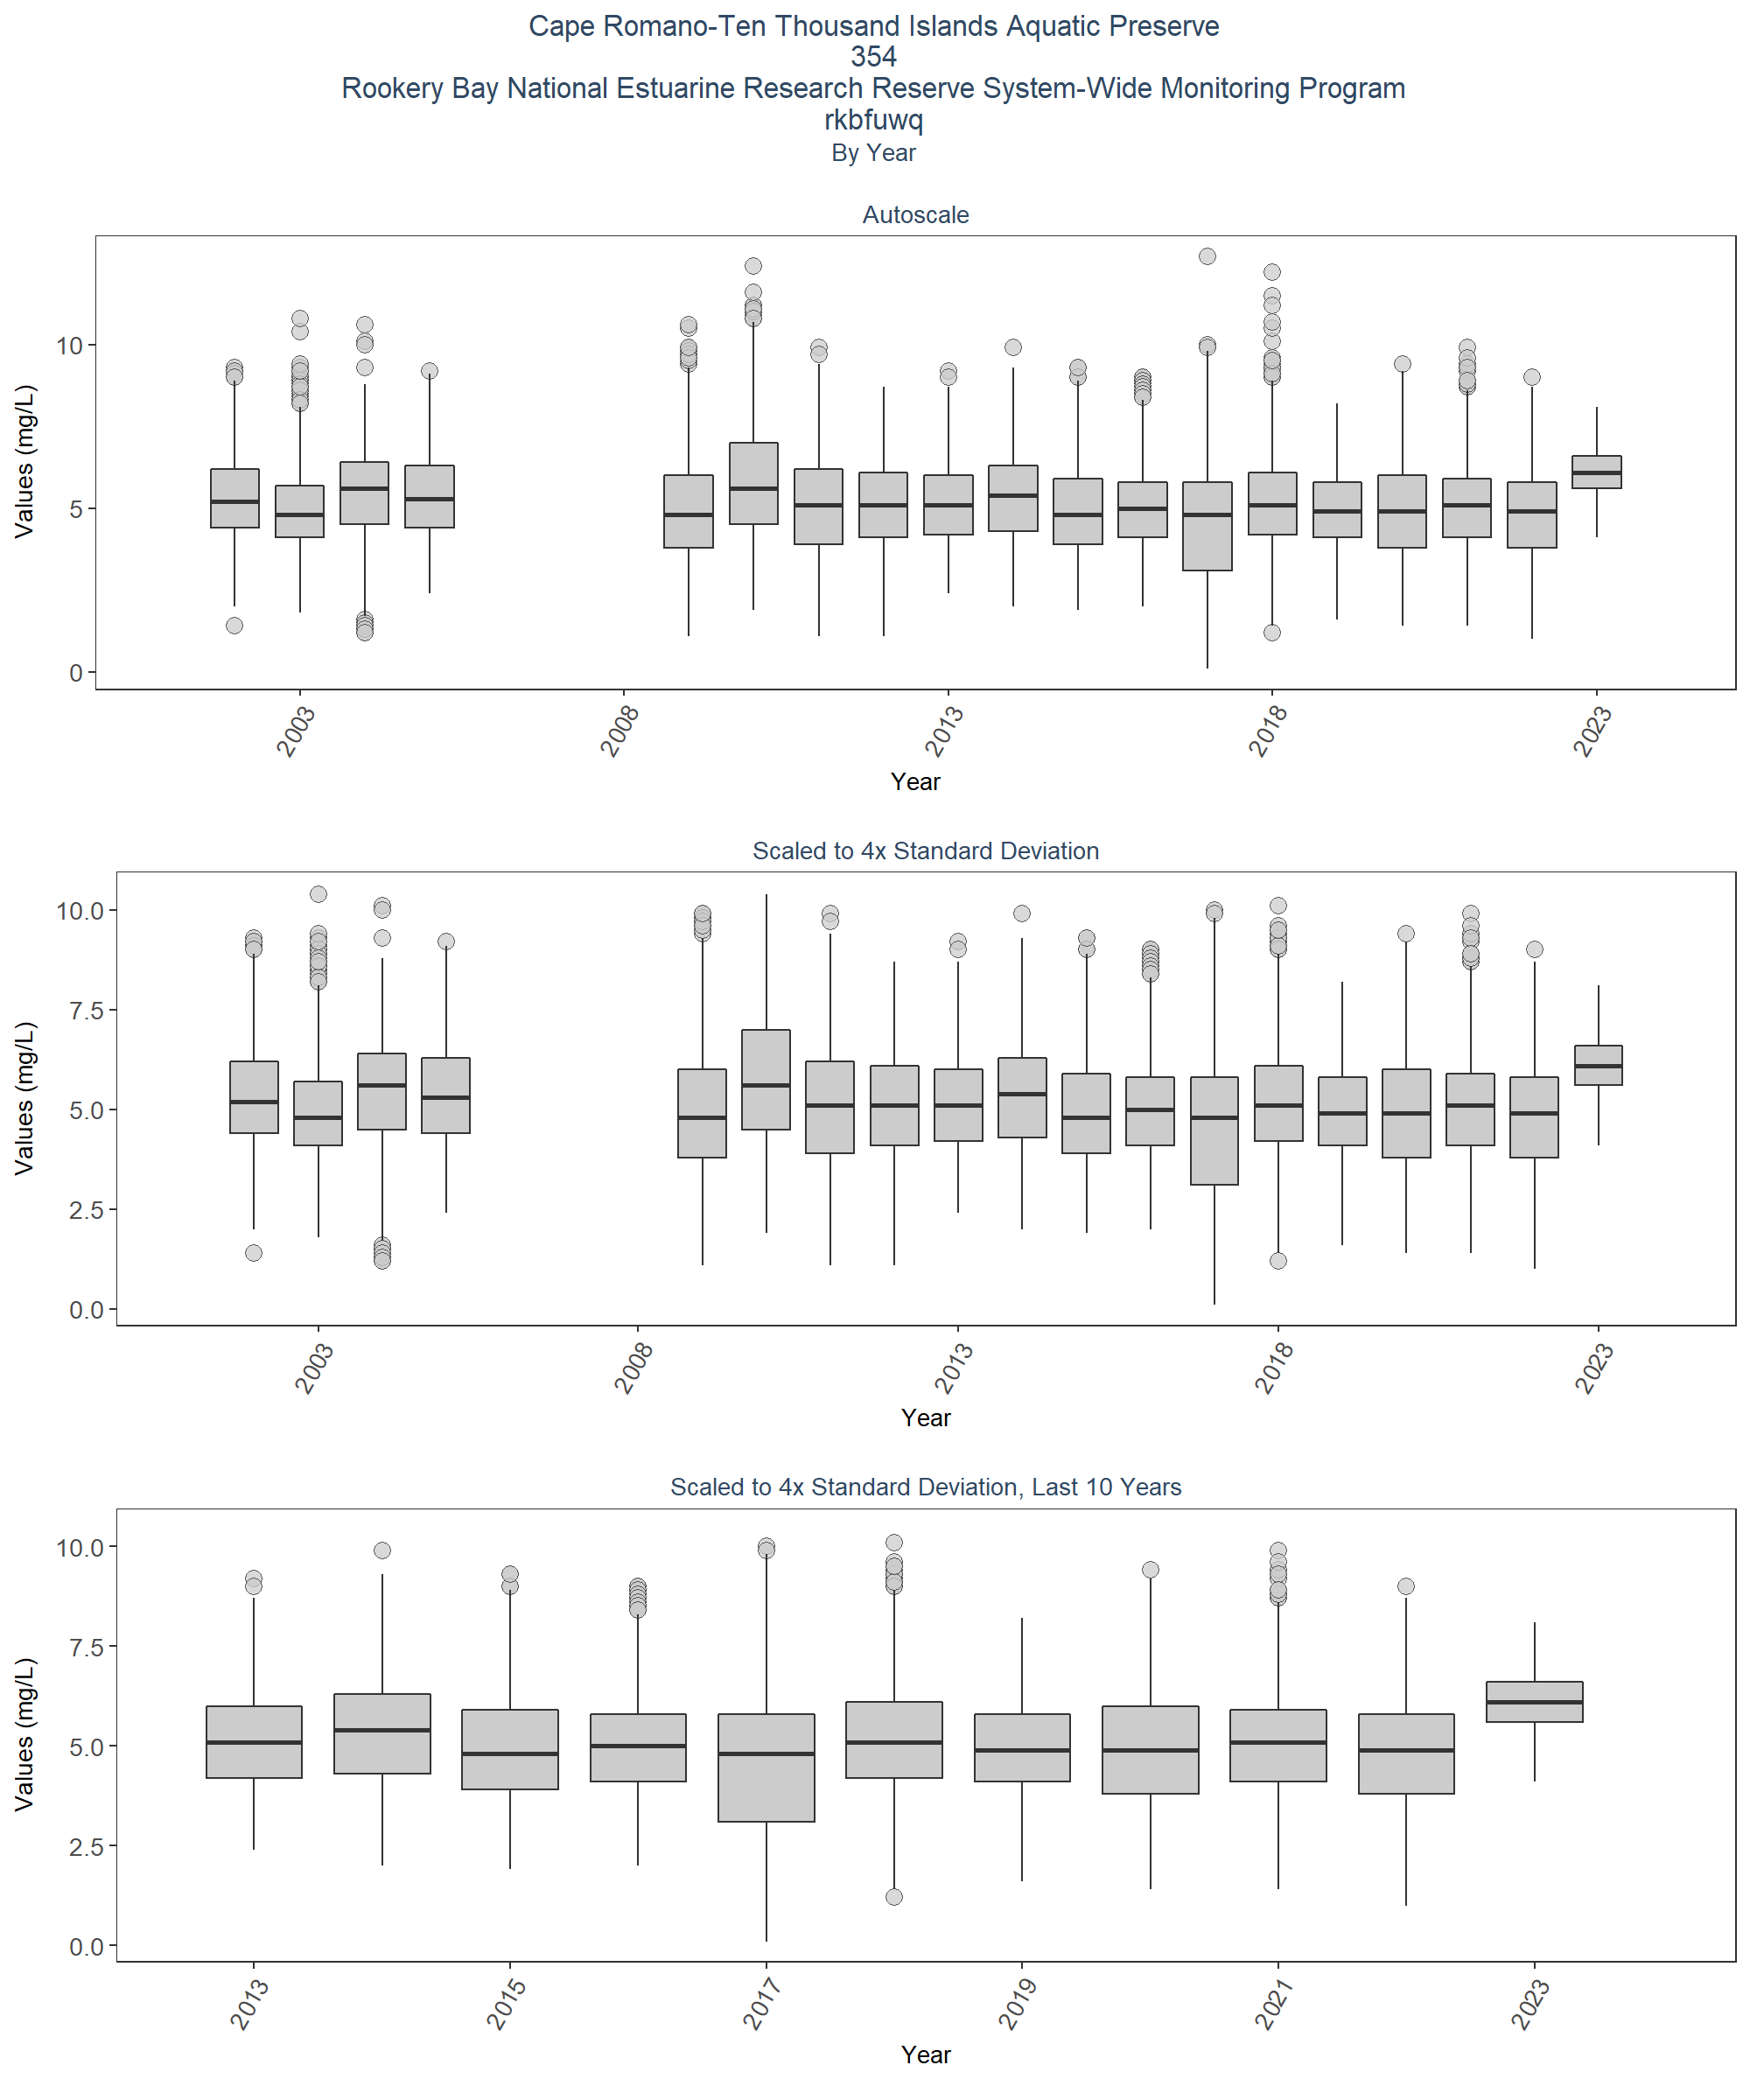 Cape Romano-Ten Thousand Islands Aquatic Preserve
354
Rookery Bay National Estuarine Research Reserve System-Wide Monitoring Program
rkbfuwq
By Year
Autoscale
Values (mg/L)
10
5
0
2003 2008 2013 2018 2023
Year
Scaled to 4x Standard Deviation
Values (mg/L)
10.0
7.5
5.0
2.5
0.0
2003 2008 2013 2018 2023
Year
Scaled to 4x Standard Deviation, Last 10 Years
Values (mg/L)
10.0
7.5
5.0
2.5
0.0
2013 2015 2017 2019 2021 2023
Year